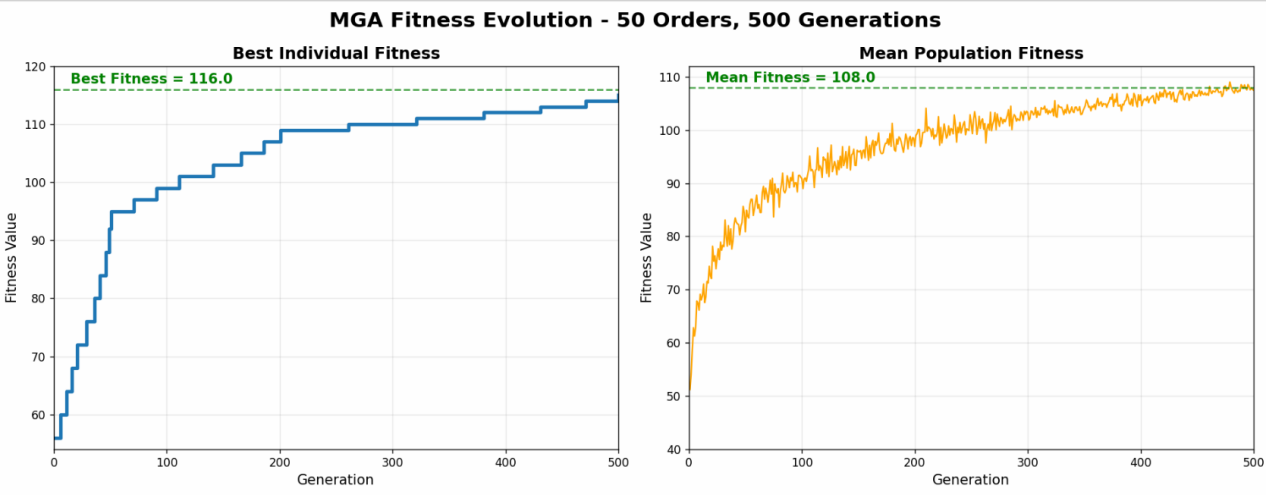 MGA Fitness Evolution - 50 Orders, 500 Generations
Best Individual Fitness
Best Fitness = 116.0
Fitness Value
120
110
100
90
80
70
60
0 100 200 300 400 500
Generation
Mean Population Fitness
Mean Fitness = 108.0
Fitness Value
110
100
90
80
70
60
50
40
0 100 200 300 400 500
Generation